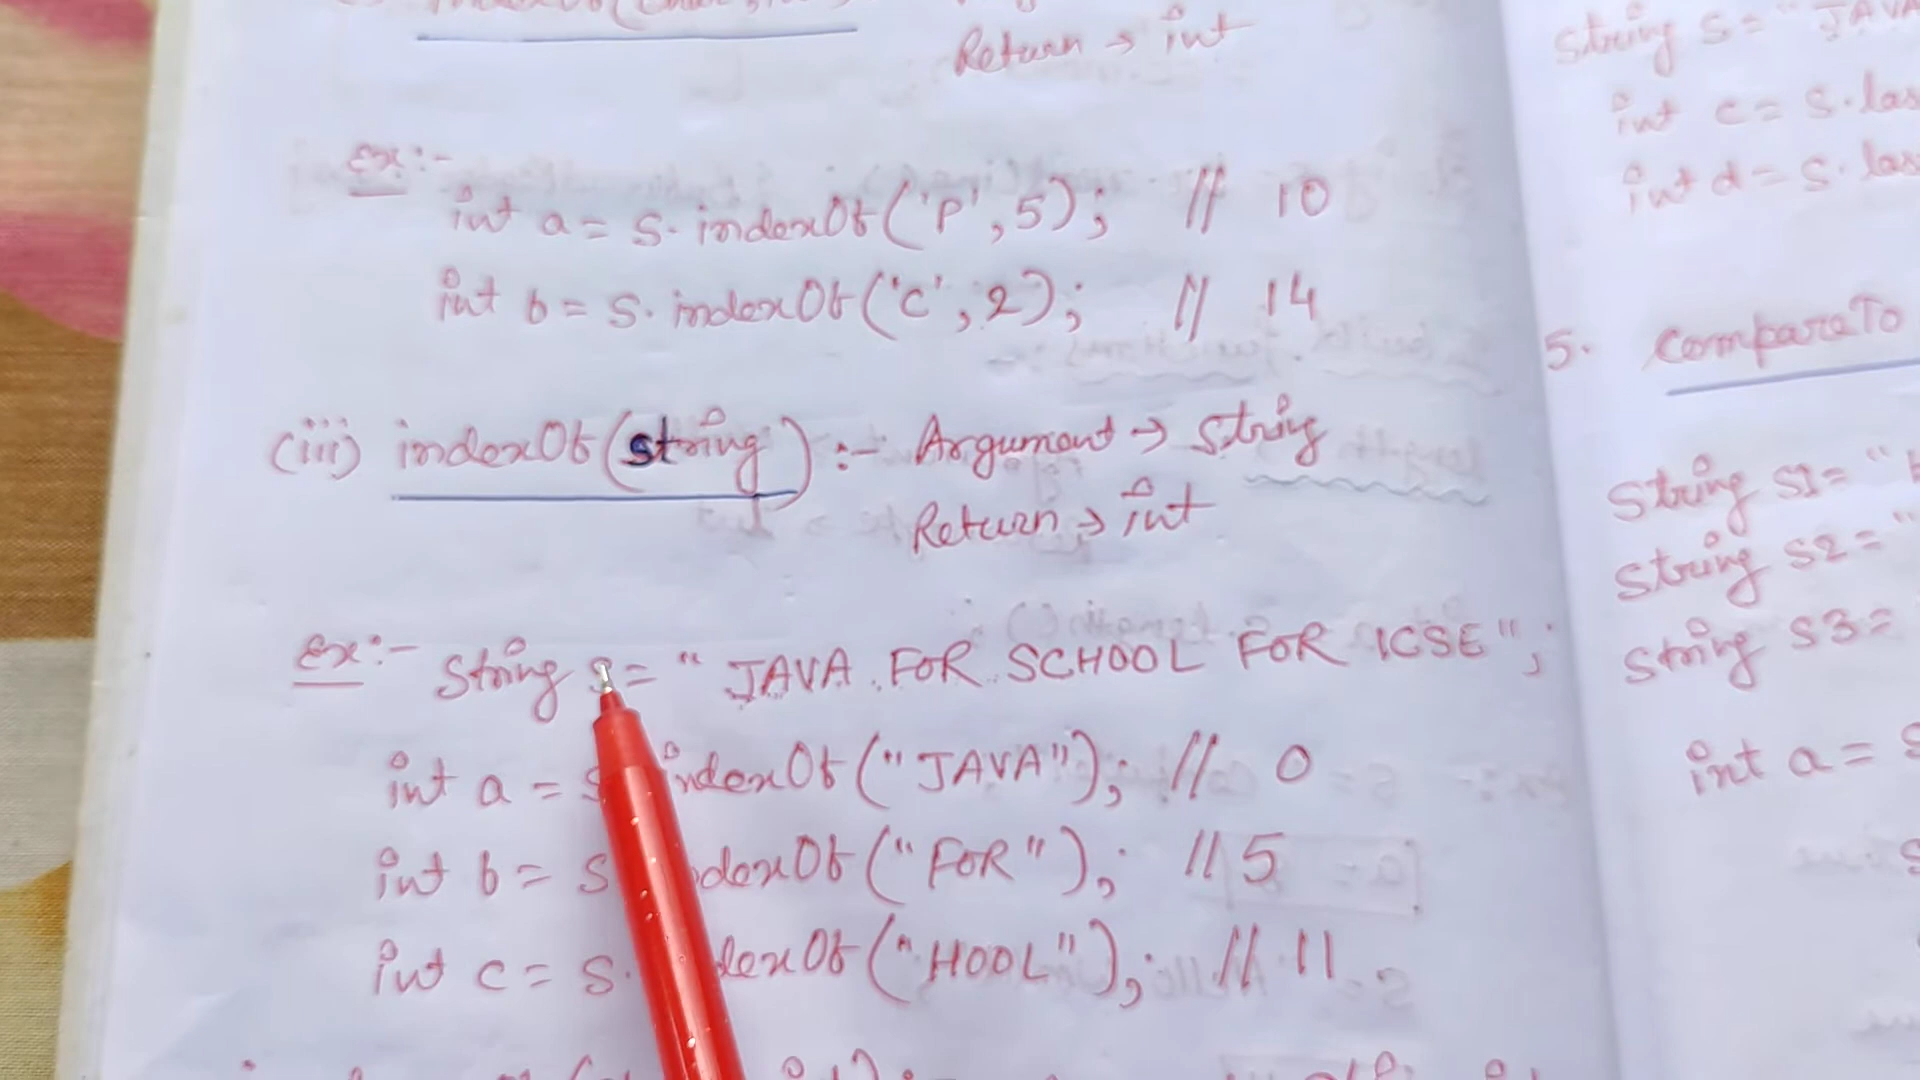 Return → int
Ex:-
int a = s. indexOf('P', 5); // 10
int b = s. indexOf('C', 2); // 14
(iii) indexOf(string) :- Argument → String
Return → int
Ex:- String s= " JAVA FOR SCHOOL FOR ICSE";
int a = indexOf("JAVA"); // 0
int b = s ("FOR"); // 5
int c = s. ("HOOL"); // 11
String s= "JAVA
int c = s.las
int d = s.las
5. compareTo
String s1= "
String s2= "
String s3=
int a =